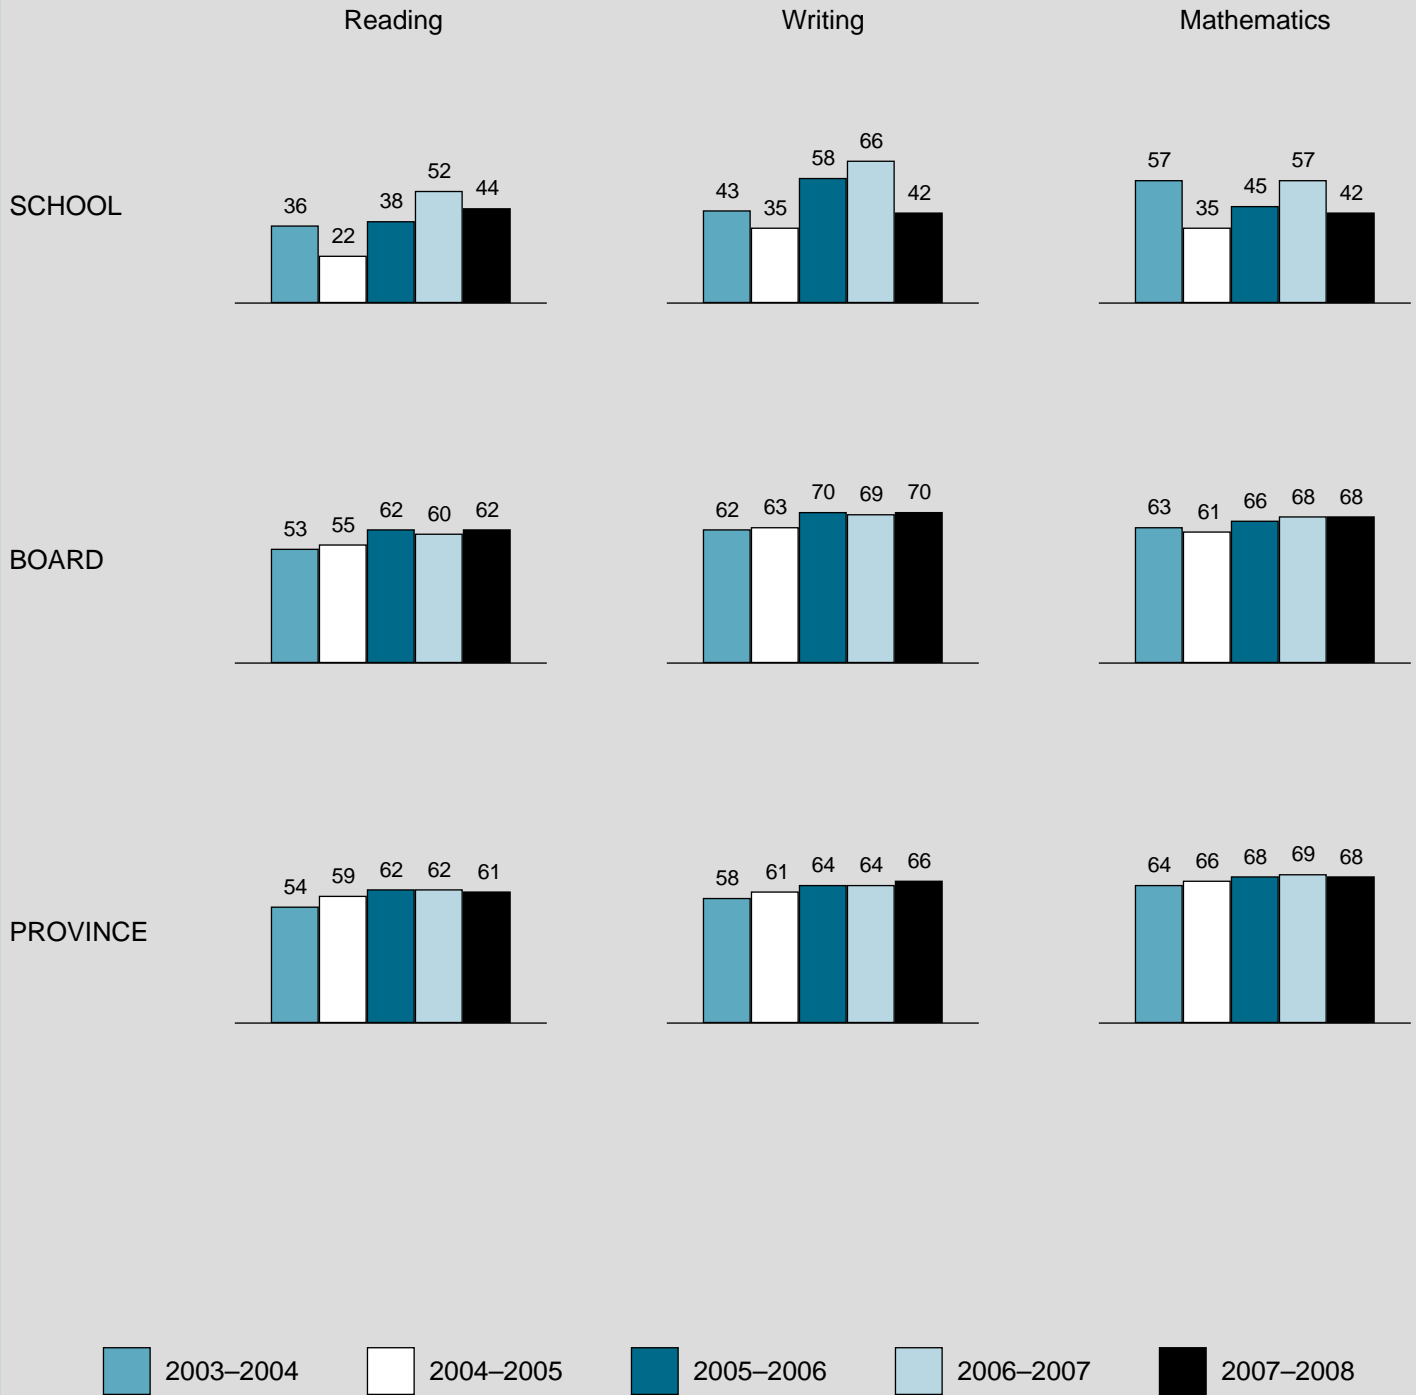 Reading Writing Mathematics
SCHOOL
36 22 38 52 44
43 35 58 66 42
57 35 45 57 42
BOARD
53 55 62 60 62
62 63 70 69 70
63 61 66 68 68
PROVINCE
54 59 62 62 61
58 61 64 64 66
64 66 68 69 68
2003–2004 2004–2005 2005–2006 2006–2007 2007–2008